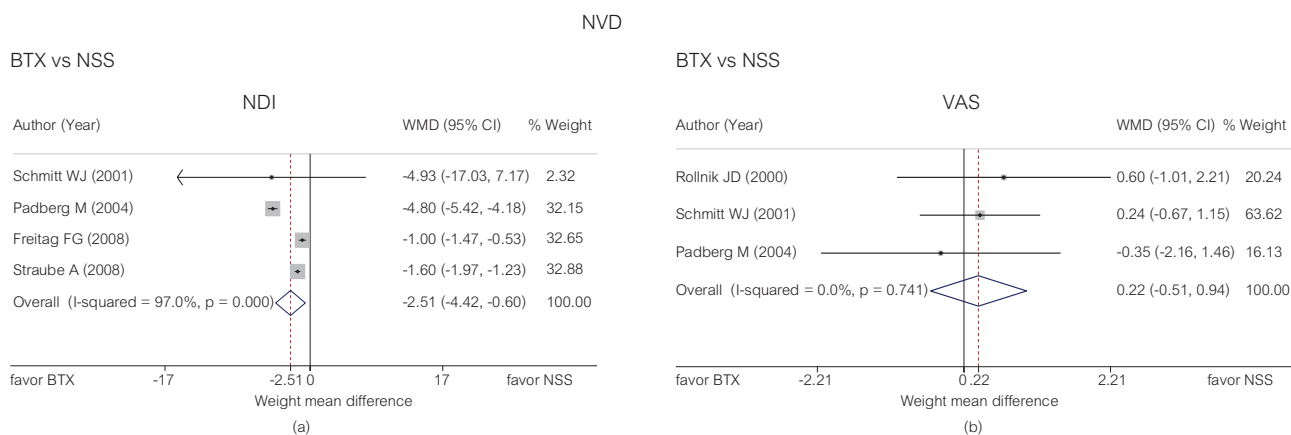 NVD
BTX vs NSS
NDI
Author (Year) WMD (95% CI) % Weight
Schmitt WJ (2001) -4.93 (-17.03, 7.17) 2.32
Padberg M (2004) -4.80 (-5.42, -4.18) 32.15
Freitag FG (2008) -1.00 (-1.47, -0.53) 32.65
Straube A (2008) -1.60 (-1.97, -1.23) 32.88
Overall (I-squared = 97.0%, p = 0.000) -2.51 (-4.42, -0.60) 100.00
favor BTX -17 -2.51 0 17 favor NSS
Weight mean difference
(a)
BTX vs NSS
VAS
Author (Year) WMD (95% CI) % Weight
Rollnik JD (2000) 0.60 (-1.01, 2.21) 20.24
Schmitt WJ (2001) 0.24 (-0.67, 1.15) 63.62
Padberg M (2004) -0.35 (-2.16, 1.46) 16.13
Overall (I-squared = 0.0%, p = 0.741) 0.22 (-0.51, 0.94) 100.00
favor BTX -2.21 0 .22 2.21 favor NSS
Weight mean difference
(b)